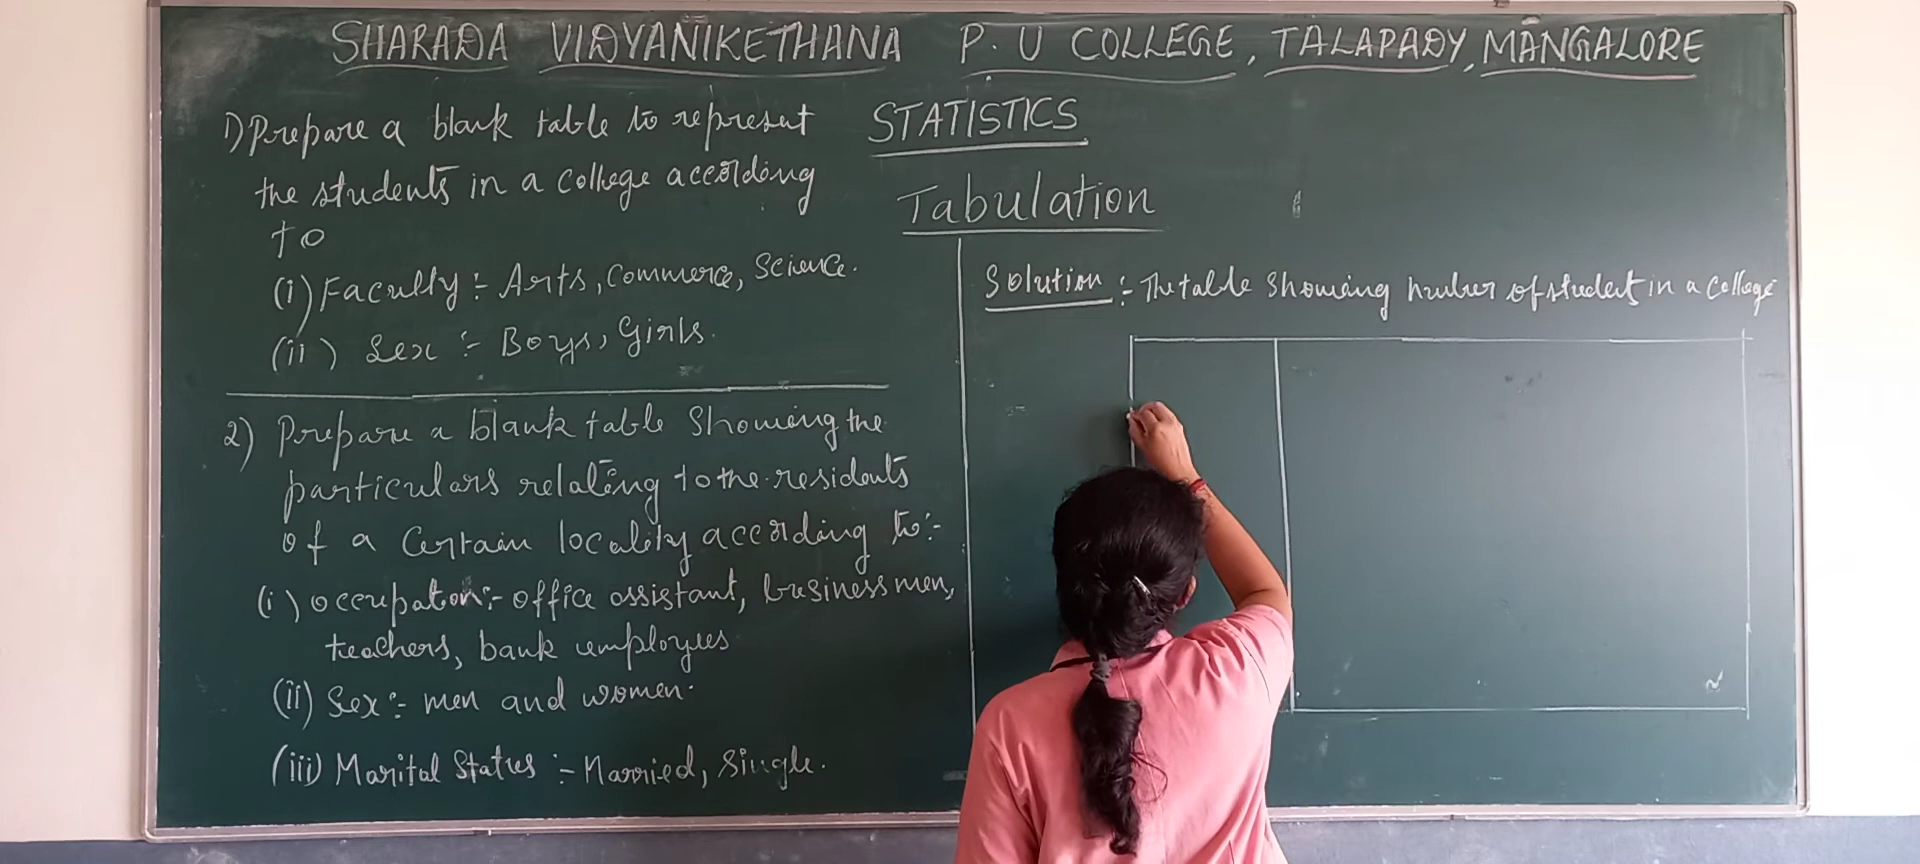 SHARADA VIDYANIKETHANA P.U COLLEGE, TALAPADY, MANGALORE
STATISTICS
Tabulation
1) Prepare a blank table to represent
the students in a college according
to
(i) Faculty :- Arts, Commerce, Science.
(ii) Sex :- Boys, Girls.
2) Prepare a blank table showing the
particulars relating to the residents
of a certain locality according to :-
(i) occupation :- office assistant, business men,
teachers, bank employees
(ii) Sex :- men and women.
(iii) Marital Status :- Married, Single.
Solution :- The table showing number of student in a college